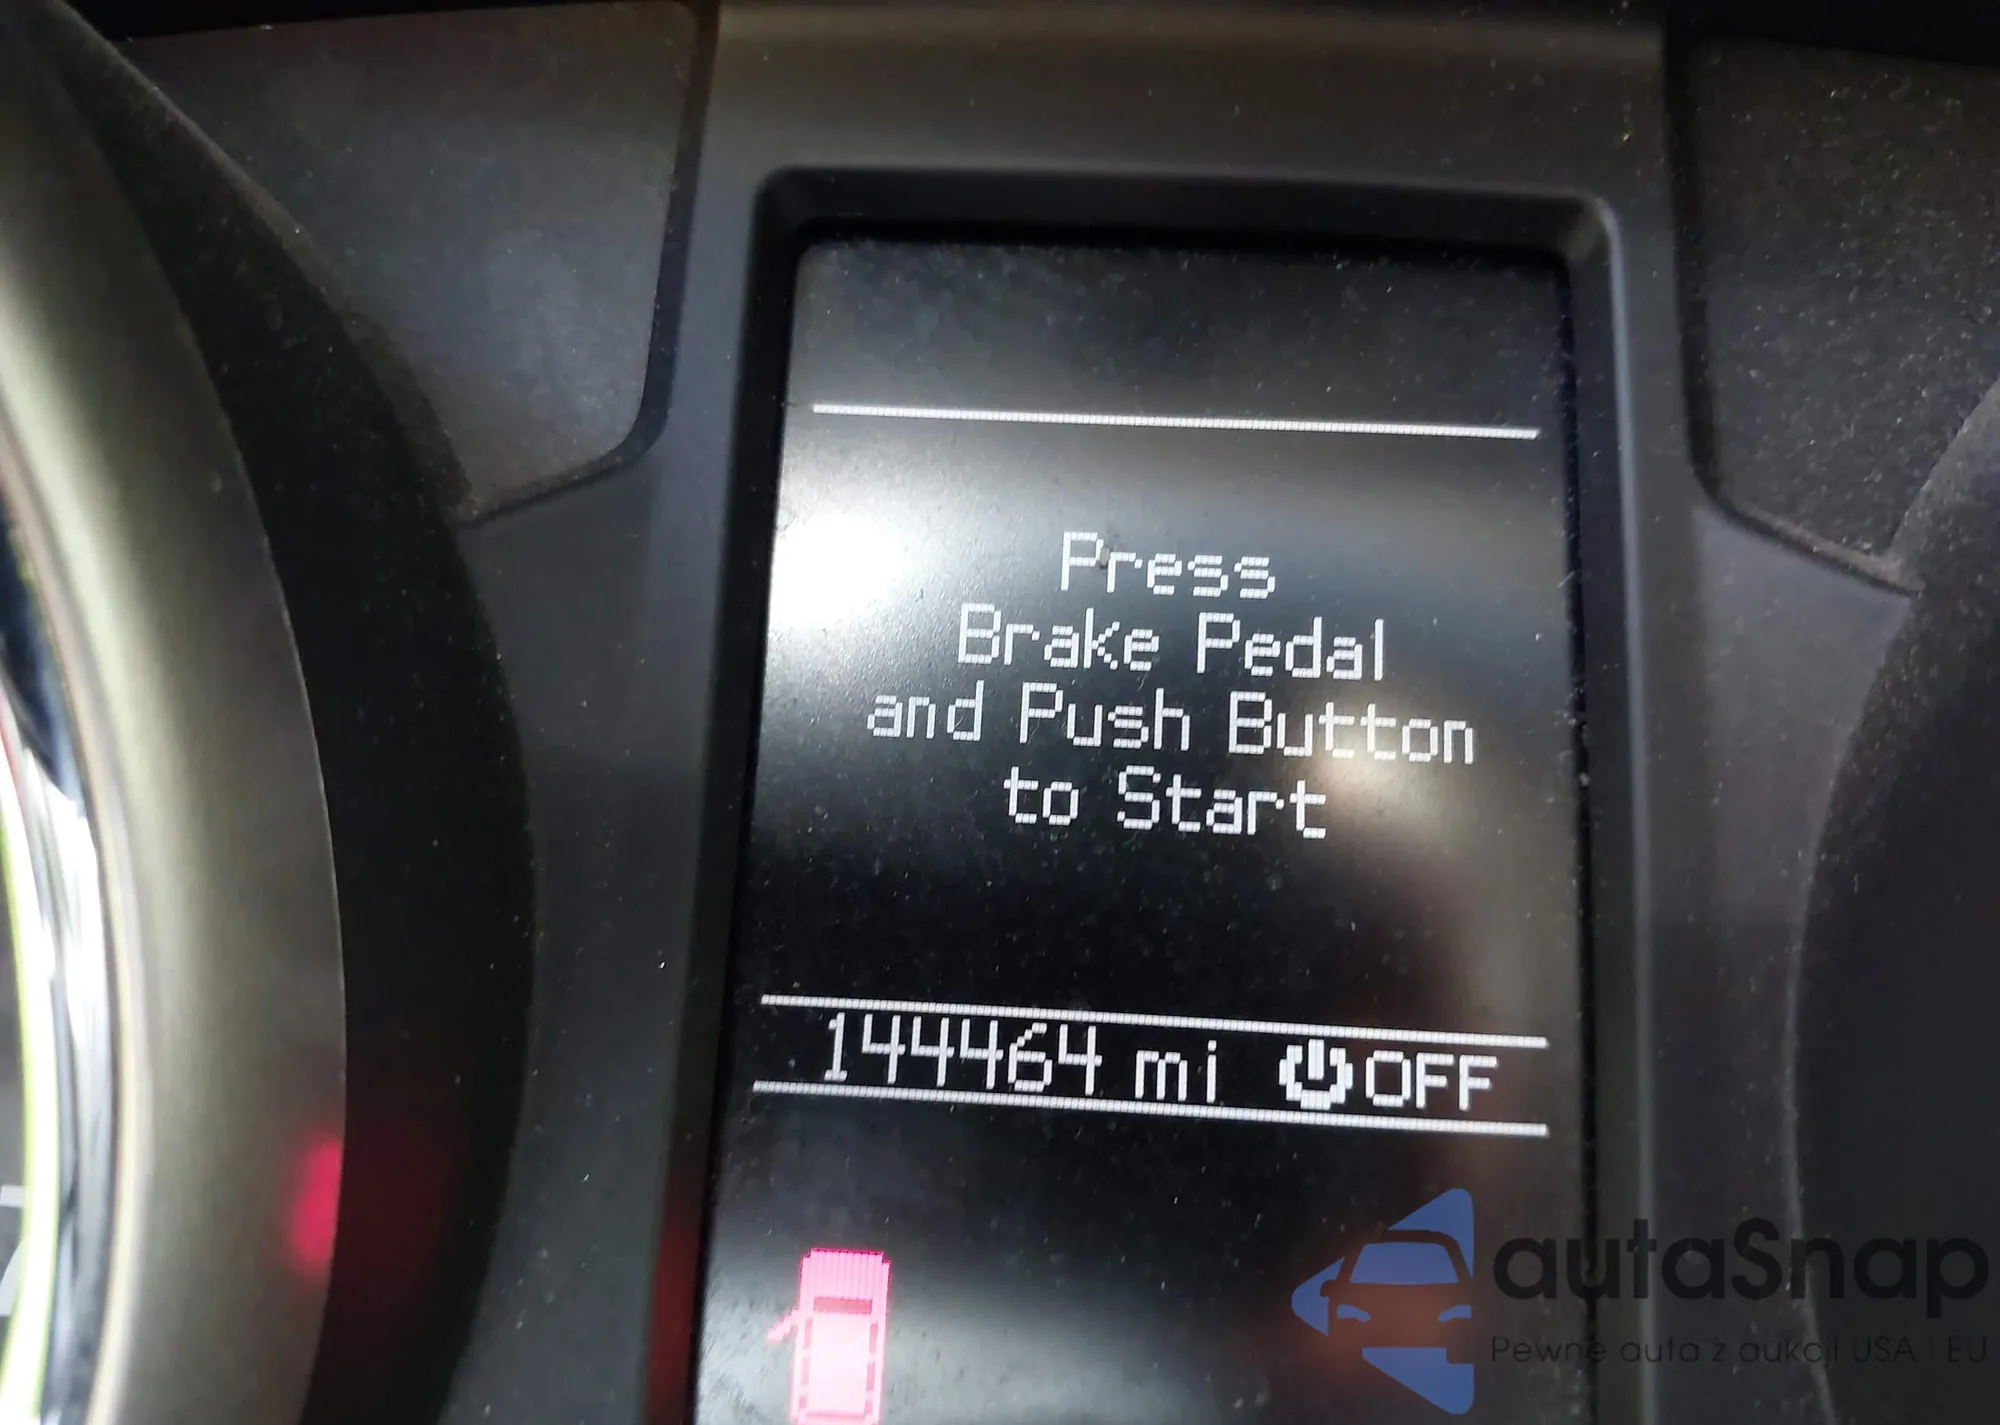 Press
Brake Pedal
and Push Button
to Start
144464 mi OFF
autaSnap
Pewne auta z aukcji USA i EU